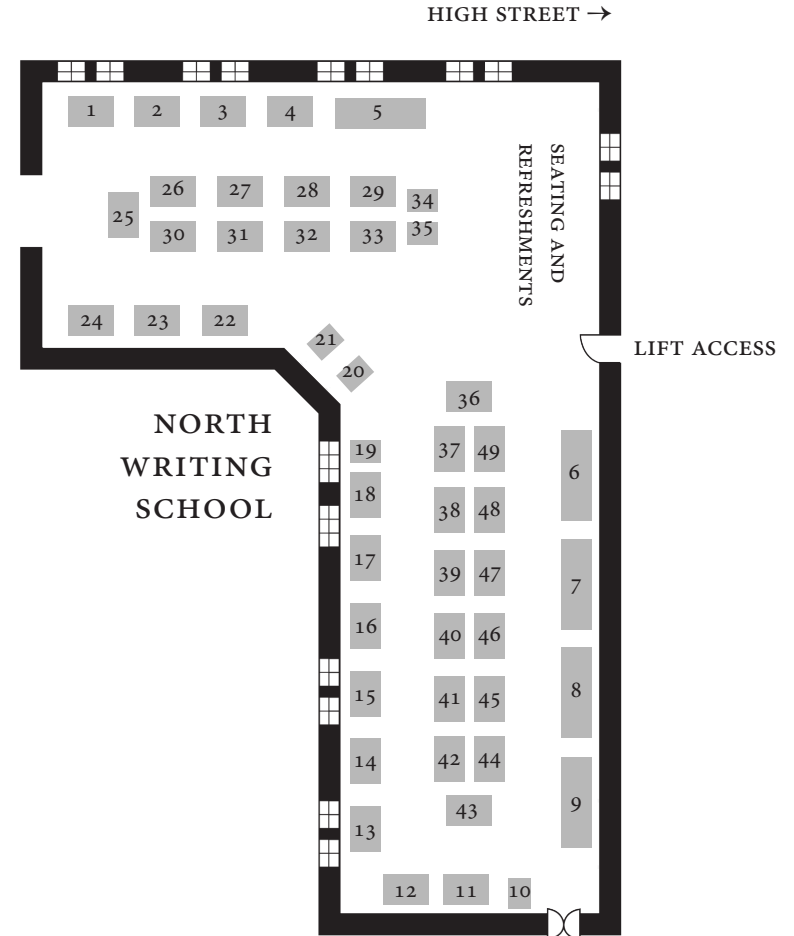 HIGH STREET →
1 2 3 4 5
SEATING AND
REFRESHMENTS
26 27 28 29 34
25
30 31 32 33 35
24 23 22
21
20
LIFT ACCESS
36
NORTH
WRITING
SCHOOL
19 37 49 6
18 38 48
17 39 47 7
16 40 46
15 41 45 8
14 42 44
13 43 9
12 11 10